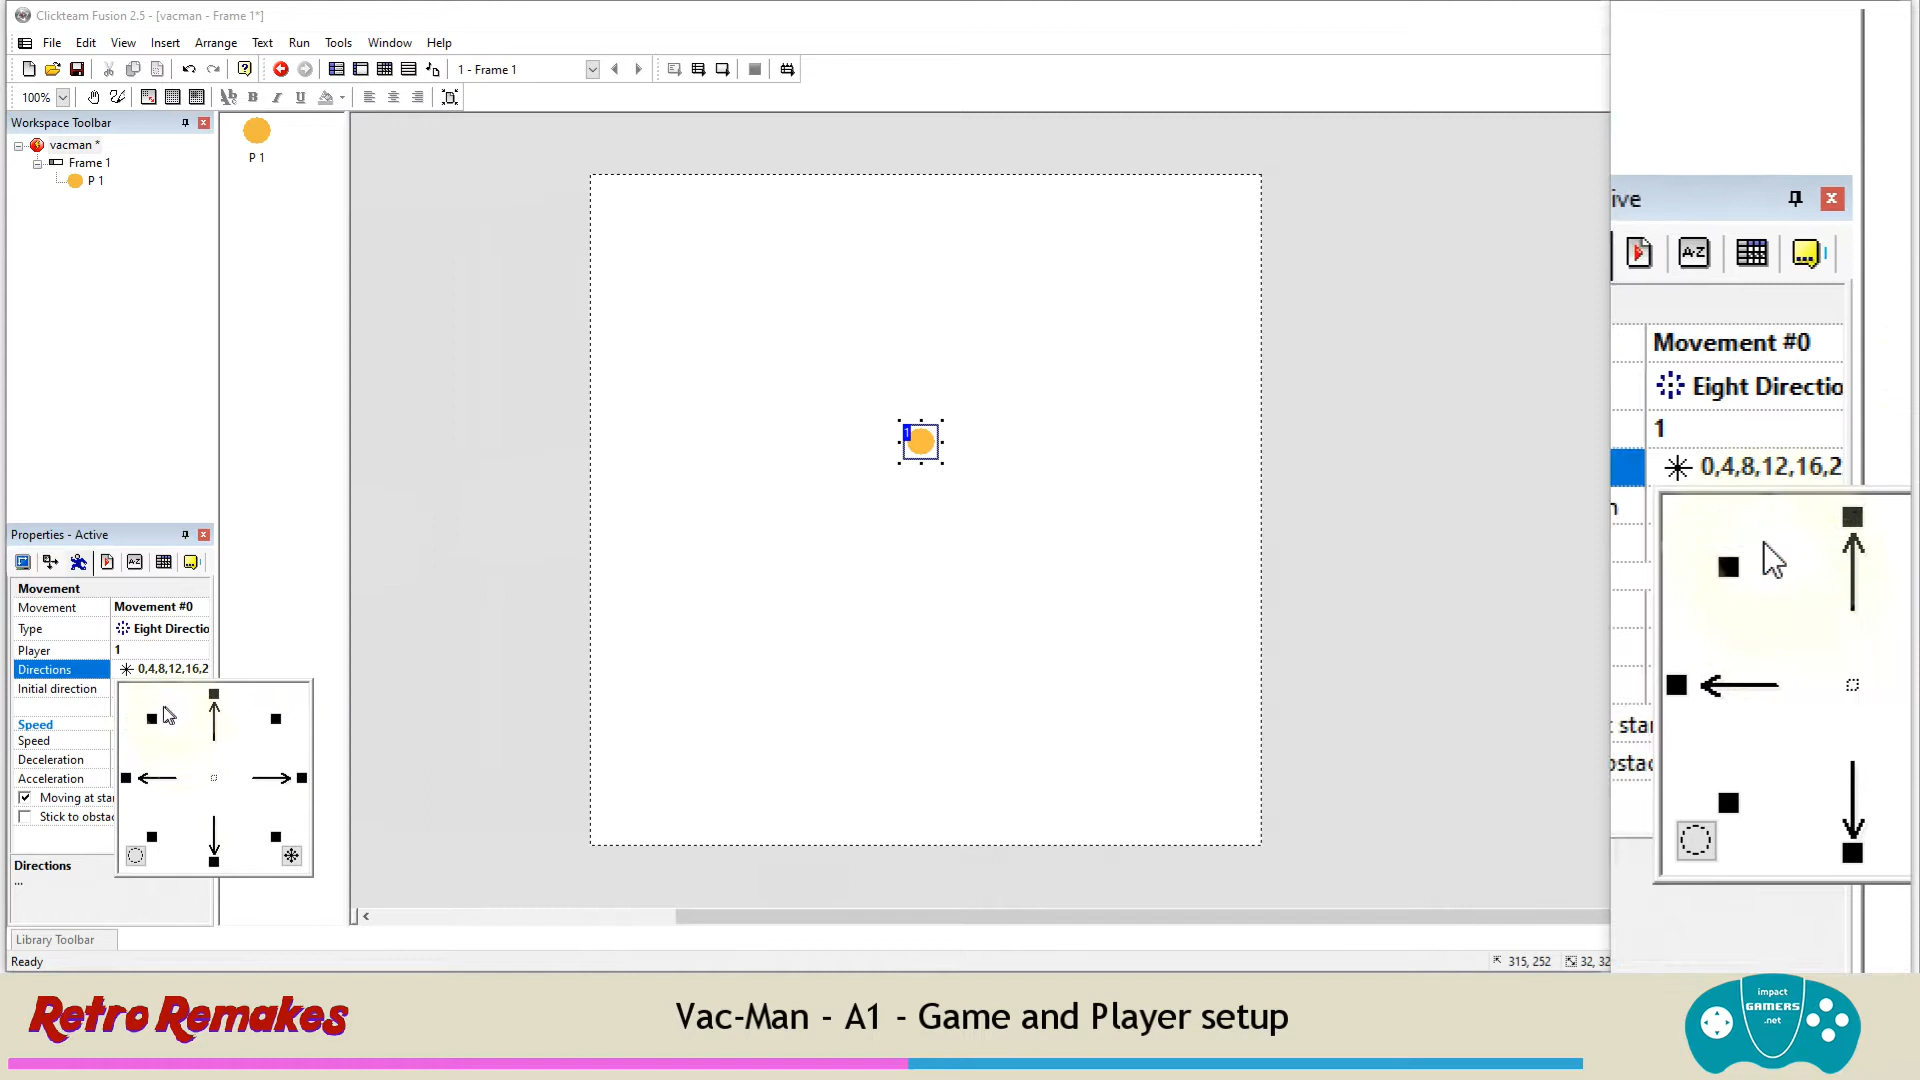 Clickteam Fusion 2.5 - [vacman - Frame 1*]
File Edit View Insert Arrange Text Run Tools Window Help
1 - Frame 1
100%
Workspace Toolbar
vacman *
Frame 1
P 1
P 1
1
Properties - Active
Movement
Movement Movement #0
Type Eight Directio
Player 1
Directions 0,4,8,12,16,2
Initial direction
Speed
Speed
Deceleration
Acceleration
Moving at star
Stick to obstac
Directions
...
Library Toolbar
Ready
315, 252 32, 32
ive
A-Z
Movement #0
Eight Directio
1
0,4,8,12,16,2
n
t star
obstac
Retro Remakes
Vac-Man - A1 - Game and Player setup
impact
GAMERS
.net